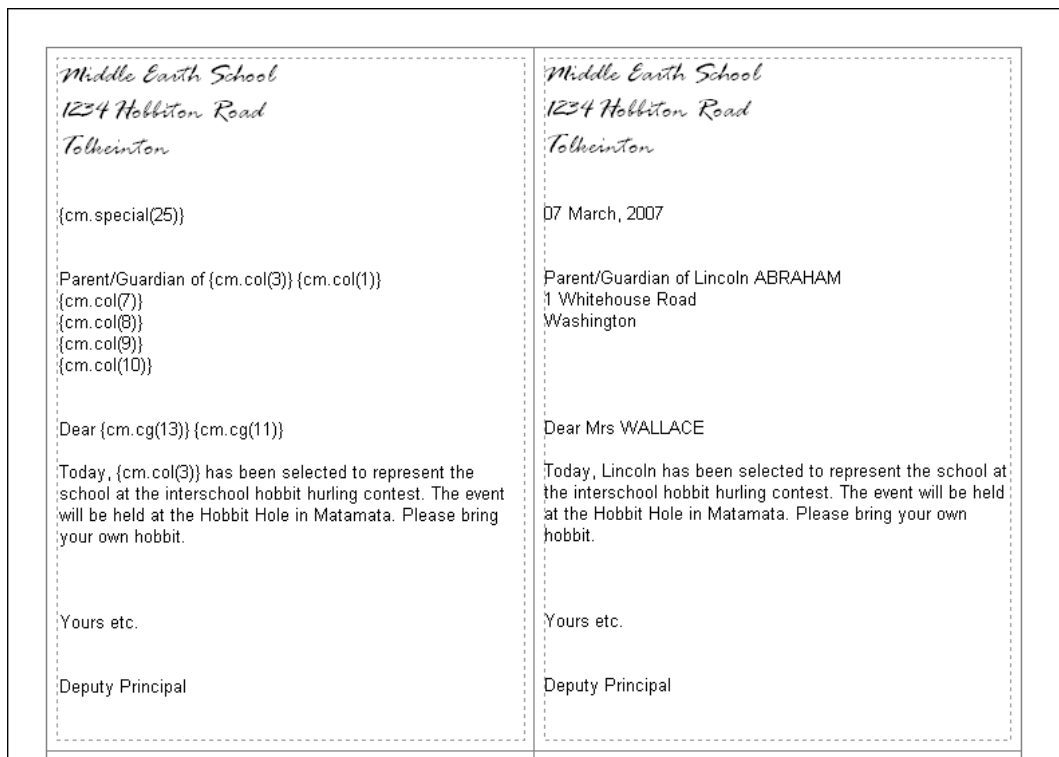 Middle Earth School
1234 Hobbiton Road
Tolkeinton
{cm.special(25)}
Parent/Guardian of {cm.col(3)} {cm.col(1)}
{cm.col(7)}
{cm.col(8)}
{cm.col(9)}
{cm.col(10)}
Dear {cm.cg(13)} {cm.cg(11)}
Today, {cm.col(3)} has been selected to represent the
school at the interschool hobbit hurling contest. The event
will be held at the Hobbit Hole in Matamata. Please bring
your own hobbit.
Yours etc.
Deputy Principal
Middle Earth School
1234 Hobbiton Road
Tolkeinton
07 March, 2007
Parent/Guardian of Lincoln ABRAHAM
1 Whitehouse Road
Washington
Dear Mrs WALLACE
Today, Lincoln has been selected to represent the school at
the interschool hobbit hurling contest. The event will be held
at the Hobbit Hole in Matamata. Please bring your own
hobbit.
Yours etc.
Deputy Principal